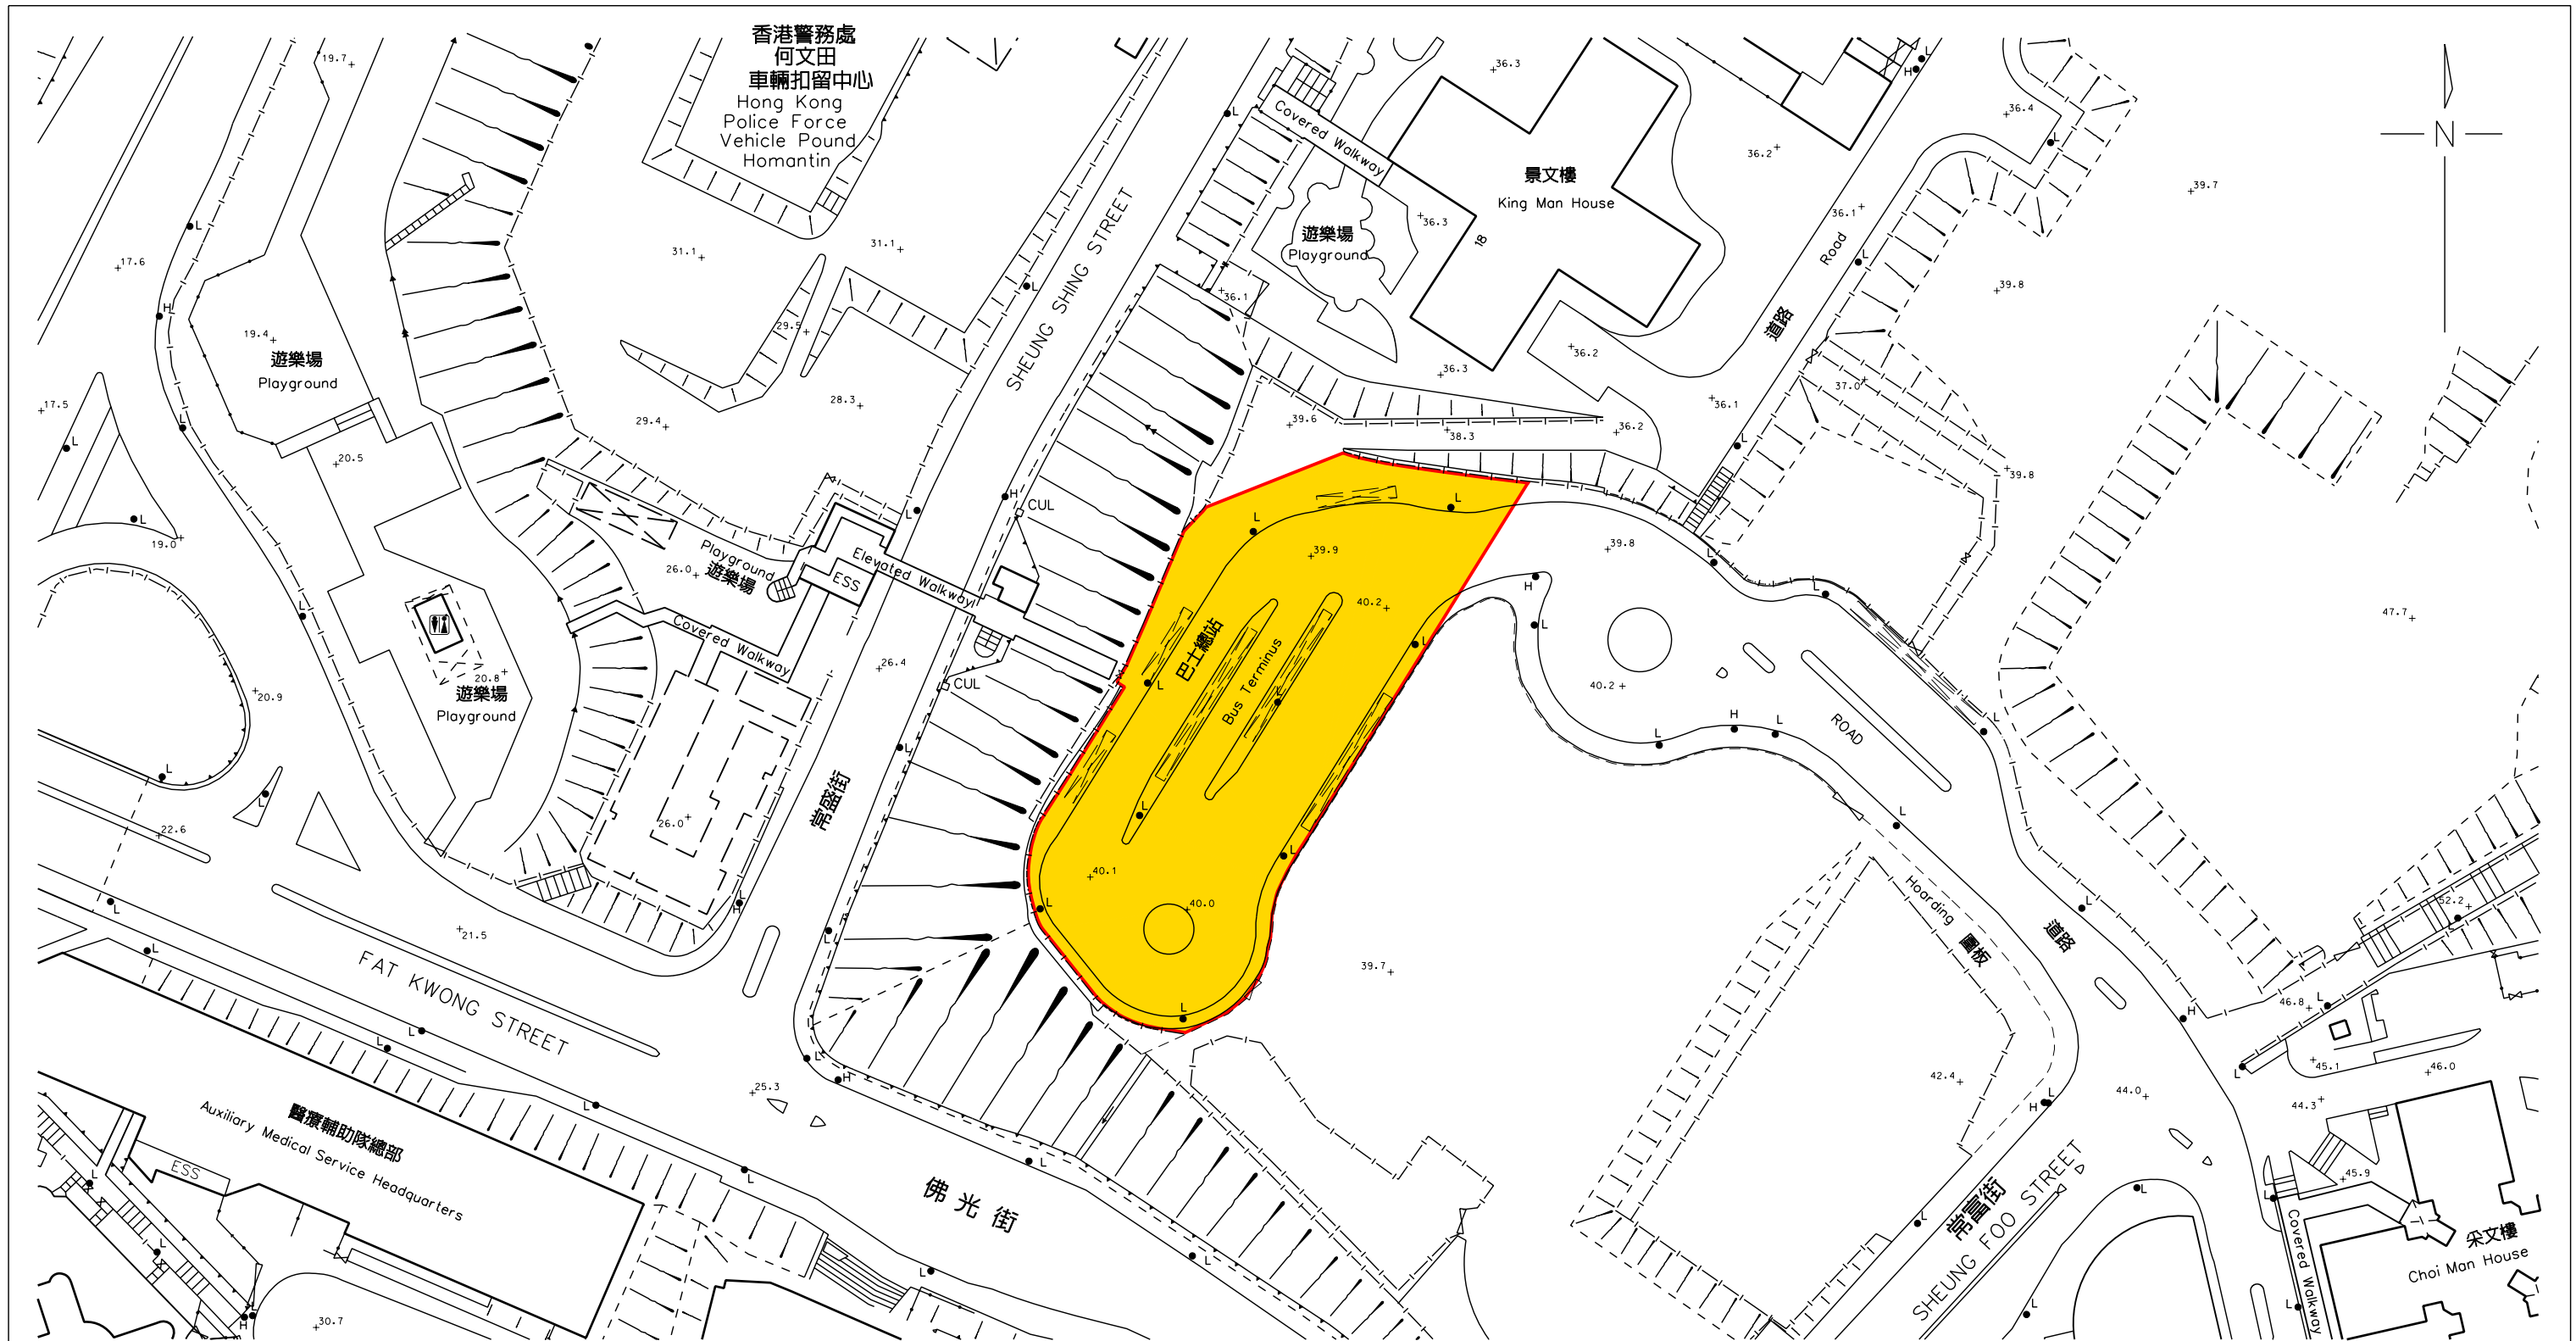 香港警務處
何文田
車輛扣留中心
Hong Kong
Police Force
Vehicle Pound
Homantin
N
19.7
17.6
H
L
19.4
遊樂場
Playground
17.5
L
L
L
20.5
19.0
31.1
31.1
29.5
29.4
28.3
SHEUNG SHING STREET
L
L
L
H
CUL
Covered Walkway
遊樂場
Playground
36.3
36.3
景文樓
King Man House
18
36.1
36.3
36.2
36.2
36.1
36.2
36.1
Road
道路
L
H
L
36.4
L
39.7
39.8
37.0
39.8
39.6
38.3
L
Playground
遊樂場
26.0
Elevated Walkway
ESS
Covered Walkway
26.4
CUL
L
20.8
遊樂場
Playground
20.9
L
L
L
22.6
26.0
常盛街
L
L
39.9
40.2
巴士總站
Bus Terminus
L
L
L
L
L
40.1
40.0
L
L
39.8
H
L
L
L
40.2
L
H
L
ROAD
L
47.7
39.7
Hoarding
圍板
道路
L
52.2
46.8
L
H
45.1
46.0
L
21.5
FAT KWONG STREET
L
L
L
L
H
L
L
H
25.3
L
L
L
醫療輔助隊總部
Auxiliary Medical Service Headquarters
ESS
L
L
H
L
30.7
佛光街
L
L
42.4
44.0
44.3
H
45.9
常富街
SHEUNG FOO STREET
L
L
L
L
L
Covered Walkway
采文樓
Choi Man House